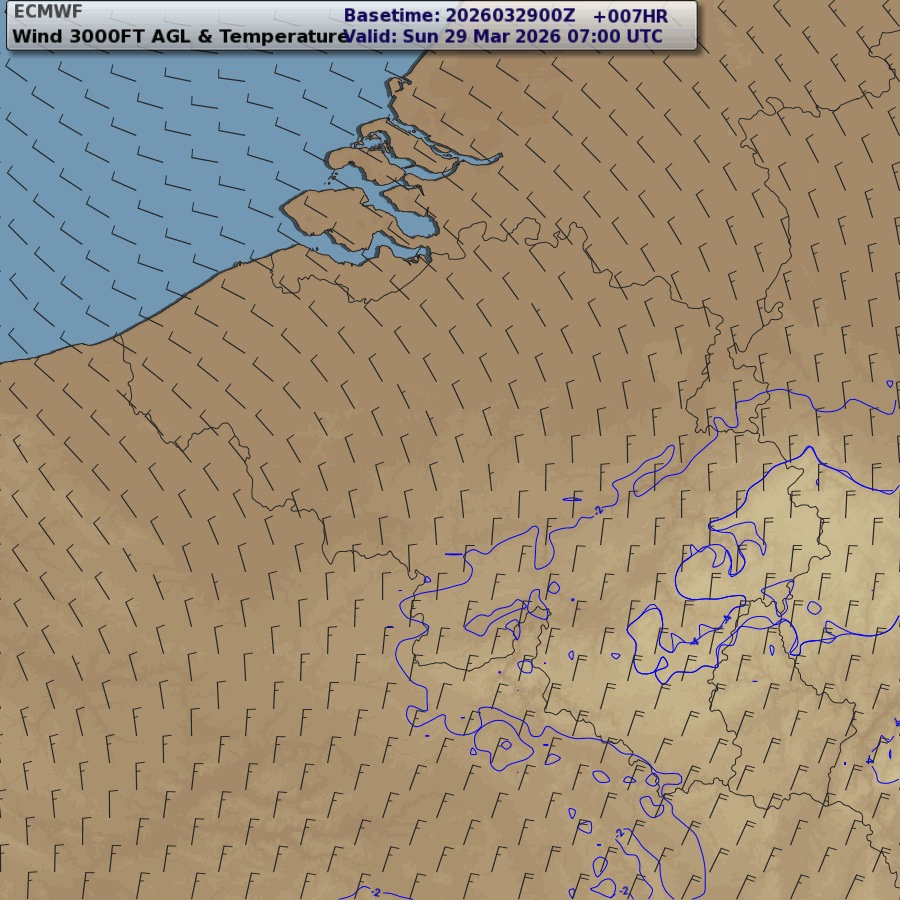 ECMWF
Basetime: 2026032900Z +007HR
Wind 3000FT AGL & Temperature
Valid: Sun 29 Mar 2026 07:00 UTC
-2
-2
-2
-2